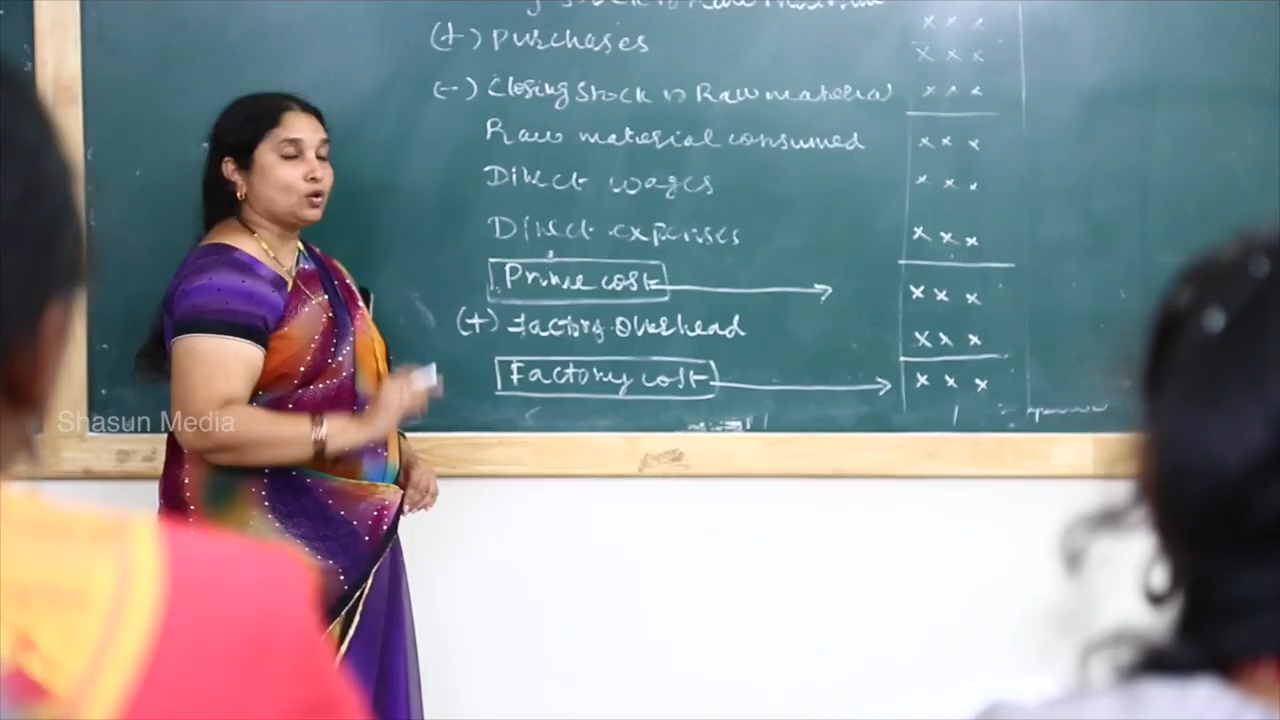 x x x
(+) Purchases x x x
(-) Closing Stock of Raw material x x x
Raw material consumed x x x
Direct wages x x x
Direct expenses x x x
Prime cost x x x
(+) Factory overhead x x x
Factory cost x x x
Shasun Media